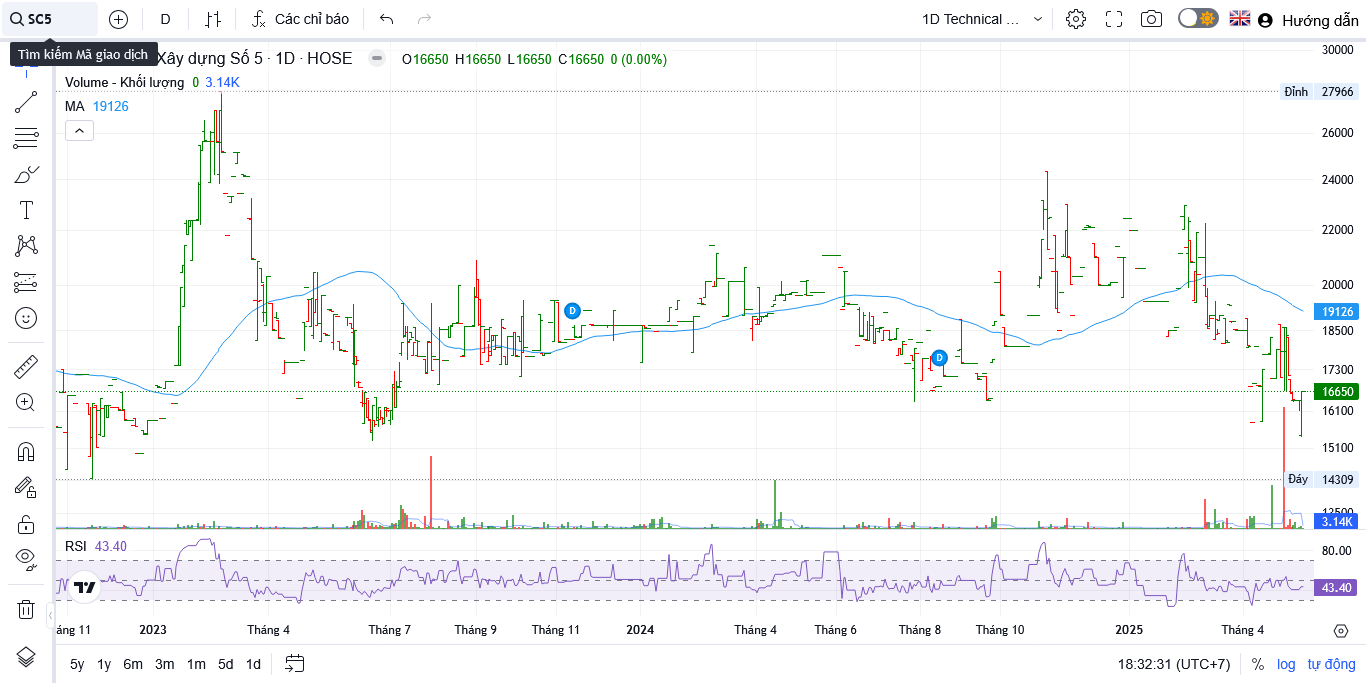 SC5
D
Các chỉ báo
1D Technical ...
Hướng dẫn
Tìm kiếm Mã giao dịch
Xây dựng Số 5 · 1D · HOSE
O16650 H16650 L16650 C16650 0 (0.00%)
Volume - Khối lượng 0 3.14K
MA 19126
30000
Đỉnh 27966
26000
24000
22000
20000
19126
18500
17300
16650
16100
15100
Đáy 14309
12500
3.14K
D
D
RSI 43.40
80.00
43.40
áng 11 2023 Tháng 4 Tháng 7 Tháng 9 Tháng 11 2024 Tháng 4 Tháng 6 Tháng 8 Tháng 10 2025 Tháng 4
5y 1y 6m 3m 1m 5d 1d
18:32:31 (UTC+7) % log tự động